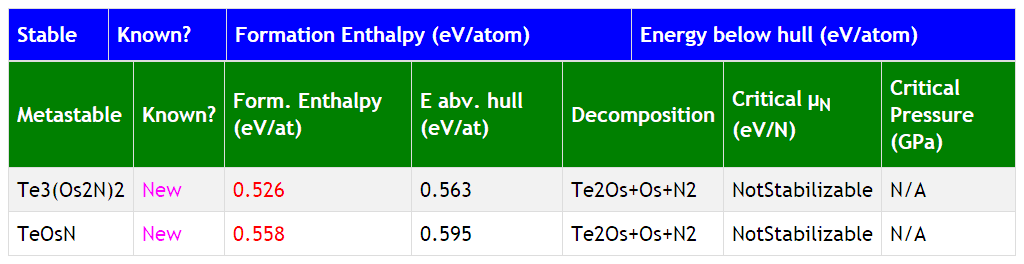 Stable Known? Formation Enthalpy (eV/atom) Energy below hull (eV/atom)
Metastable Known? Form. Enthalpy (eV/at) E abv. hull (eV/at) Decomposition Critical μN (eV/N) Critical Pressure (GPa)
Te3(Os2N)2 New 0.526 0.563 Te2Os+Os+N2 NotStabilizable N/A
TeOsN New 0.558 0.595 Te2Os+Os+N2 NotStabilizable N/A